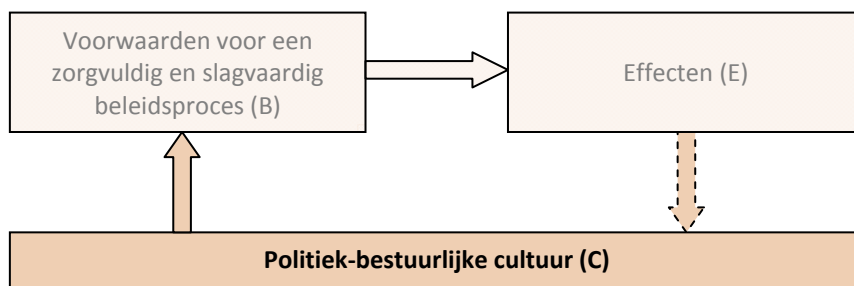 Voorwaarden voor een
zorgvuldig en slagvaardig
beleidsproces (B)
Effecten (E)
Politiek-bestuurlijke cultuur (C)